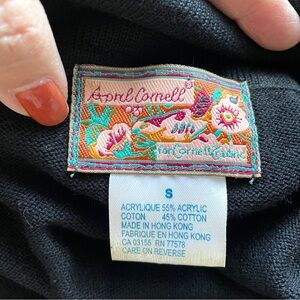 April Cornell
For Cornell Trading
S
ACRYLIQUE 55% ACRYLIC
COTON 45% COTTON
MADE IN HONG KONG
FABRIQUE EN HONG KONG
CA 03155 RN 77578
CARE ON REVERSE